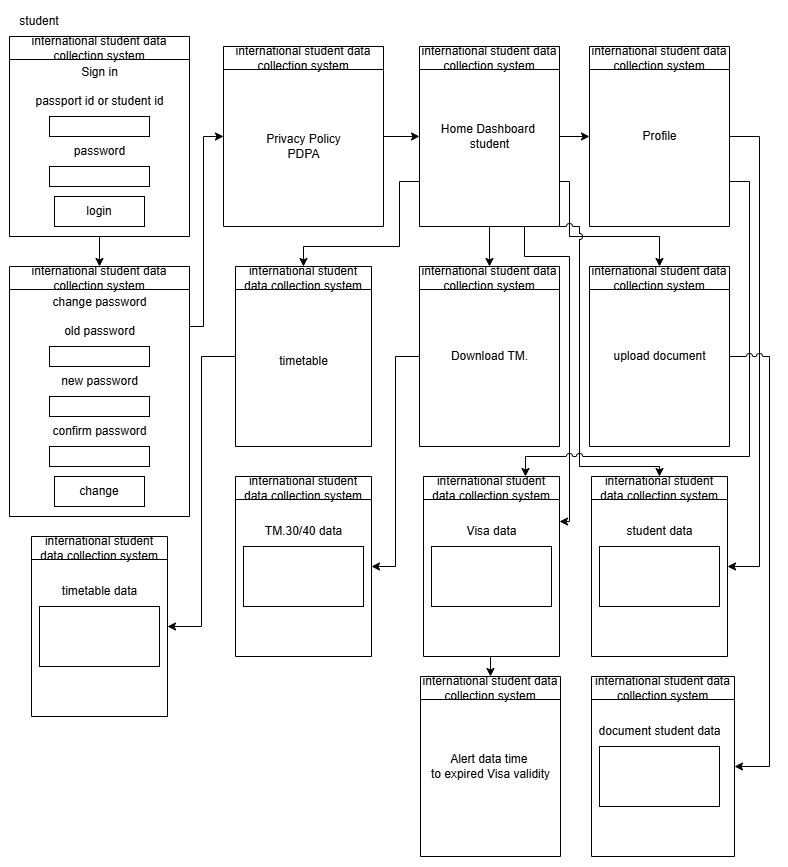 student
international student data
collection system
Sign in
passport id or student id
password
login
international student data
collection system
Privacy Policy
PDPA
international student data
collection system
Home Dashboard
student
international student data
collection system
Profile
international student data
collection system
change password
old password
new password
confirm password
change
international student
data collection system
timetable
international student data
collection system
Download TM.
international student data
collection system
upload document
international student
data collection system
timetable data
international student
data collection system
TM.30/40 data
international student
data collection system
Visa data
international student
data collection system
student data
international student data
collection system
Alert data time
to expired Visa validity
international student data
collection system
document student data